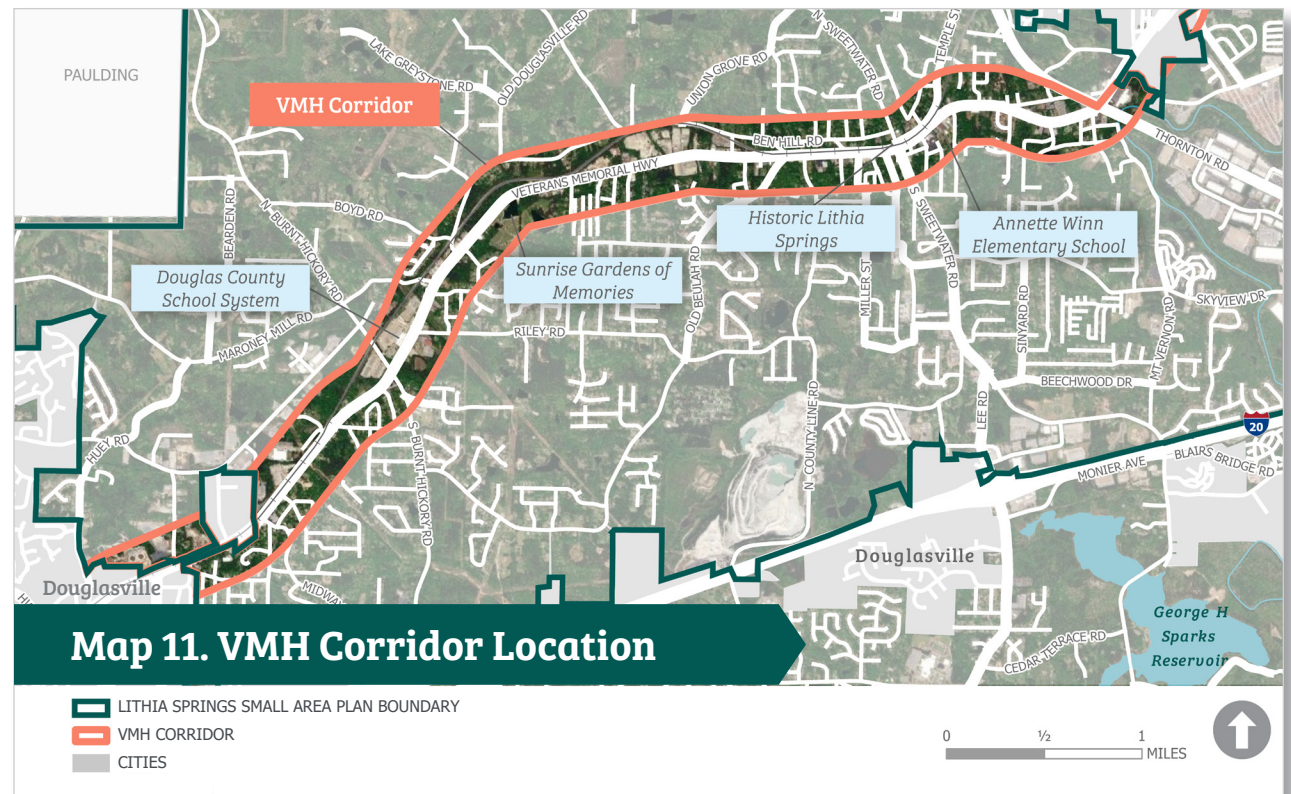 PAULDING
LAKE GREYSTONE RD
OLD DOUGLASVILLE RD
UNION GROVE RD
N SWEETWATER RD
TEMPLE ST
VMH Corridor
BEN HILL RD
THORNTON RD
VETERANS MEMORIAL HWY
BEARDEN RD
N BURNT HICKORY RD
BOYD RD
Historic Lithia
Springs
Annette Winn
Elementary School
S SWEETWATER RD
Douglas County
School System
Sunrise Gardens of
Memories
OLD BEULAH RD
MILLER ST
SINYARD RD
MT VERNON RD
SKYVIEW DR
MARONEY MILL RD
RILEY RD
BEECHWOOD DR
HUEY RD
S BURNT HICKORY RD
N COUNTY LINE RD
LEE RD
20
MONIER AVE
BLAIRS BRIDGE RD
Douglasville
Douglasville
MIDWAY
George H
Sparks
Reservoir
CEDAR TERRACE RD
Map 11. VMH Corridor Location
LITHIA SPRINGS SMALL AREA PLAN BOUNDARY
VMH CORRIDOR
CITIES
0 ½ 1
MILES